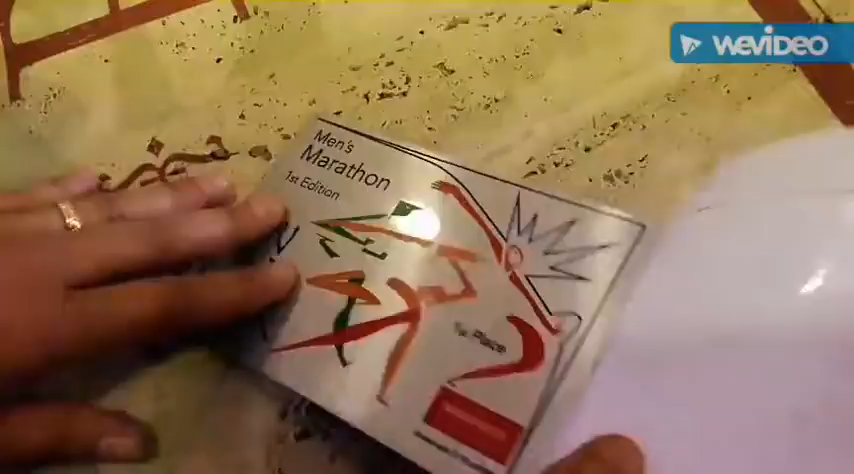 WEVIDEO
Men's
Marathon
1st Edition
1st Place